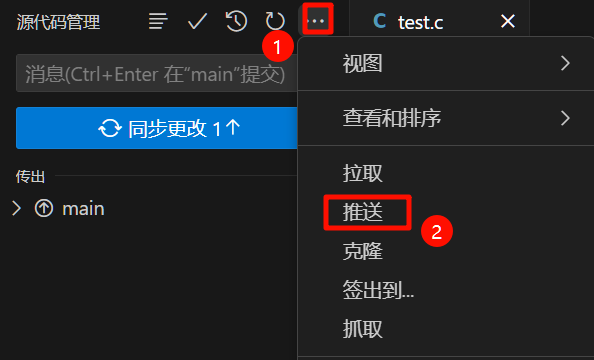 源代码管理
C test.c
1
消息(Ctrl+Enter 在“main”提交)
同步更改 1↑
传出
main
视图
查看和排序
拉取
推送
2
克隆
签出到...
抓取